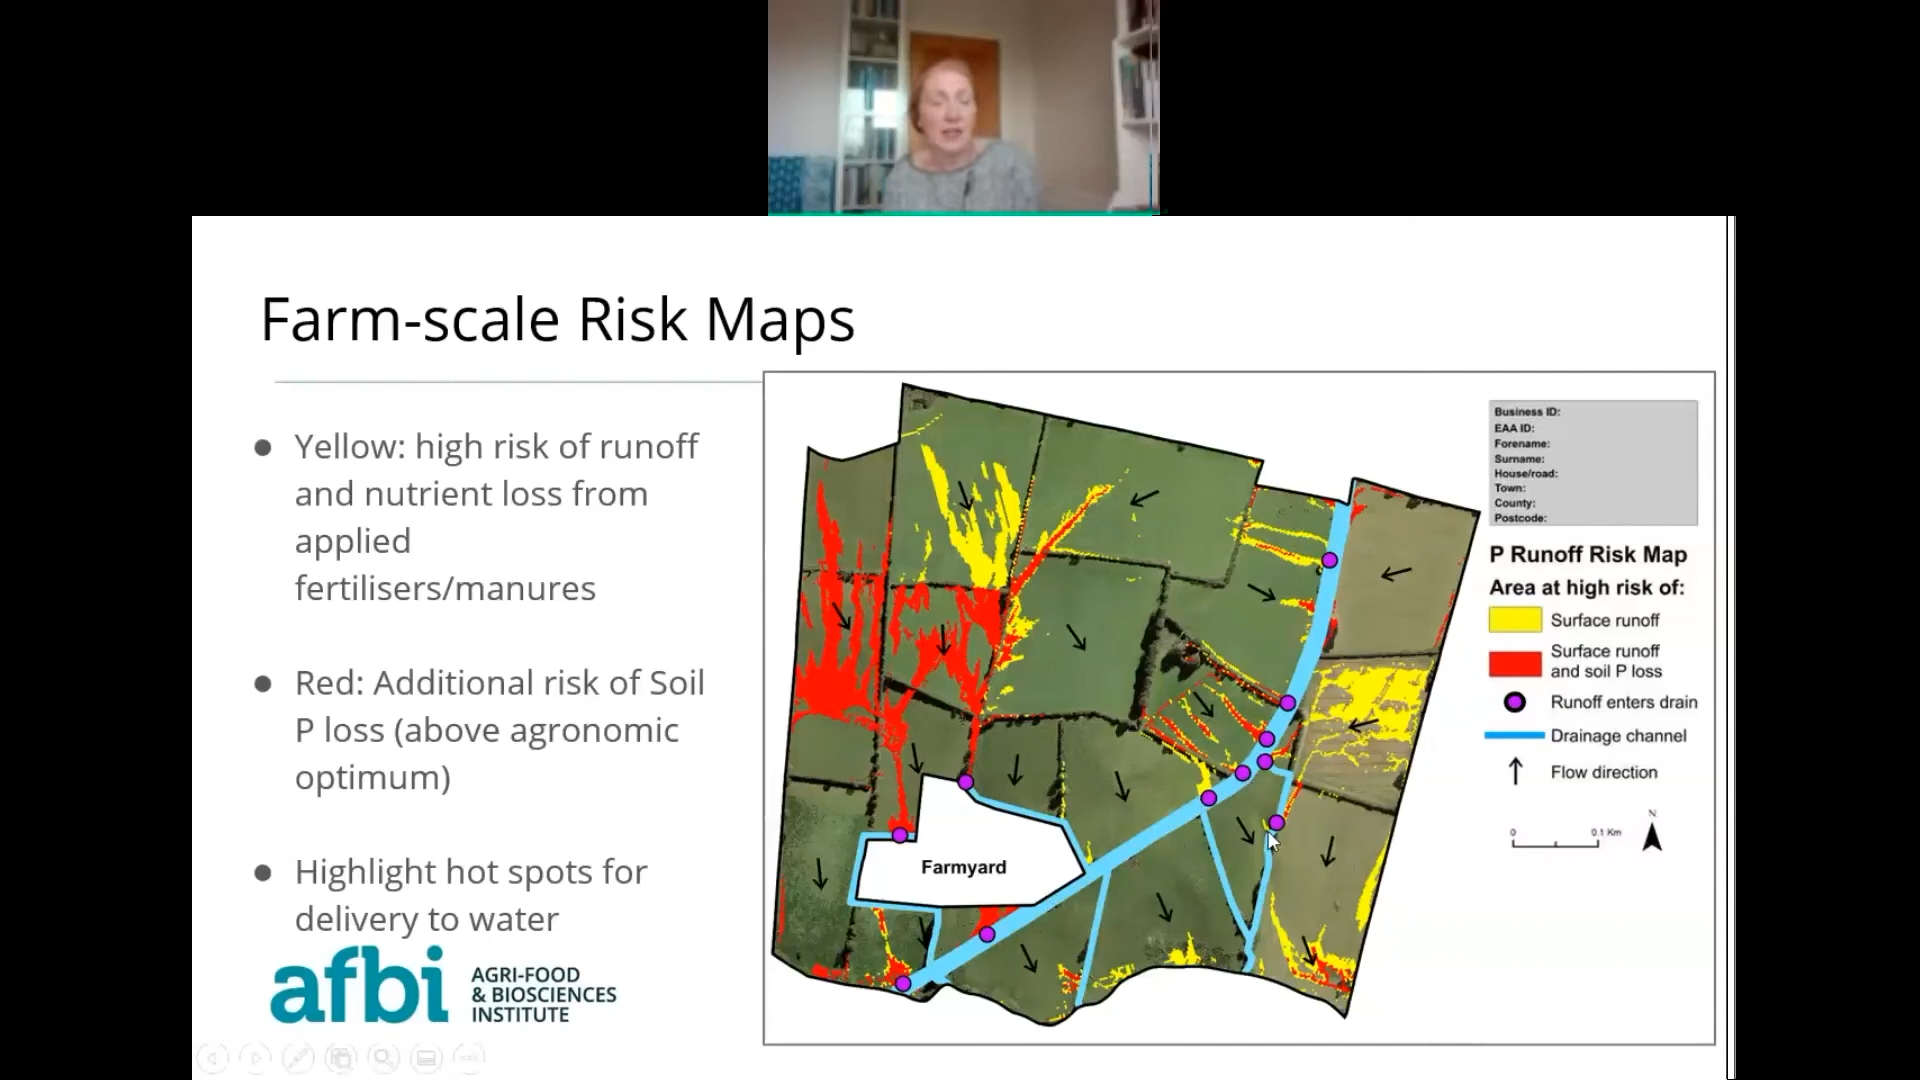 Farm-scale Risk Maps
● Yellow: high risk of runoff
and nutrient loss from
applied
fertilisers/manures
● Red: Additional risk of Soil
P loss (above agronomic
optimum)
● Highlight hot spots for
delivery to water
afbi
AGRI-FOOD
& BIOSCIENCES
INSTITUTE
Farmyard
Business ID:
EAA ID:
Forename:
Surname:
House/road:
Town:
County:
Postcode:
P Runoff Risk Map
Area at high risk of:
Surface runoff
Surface runoff
and soil P loss
Runoff enters drain
Drainage channel
Flow direction
N
0 0.1 Km